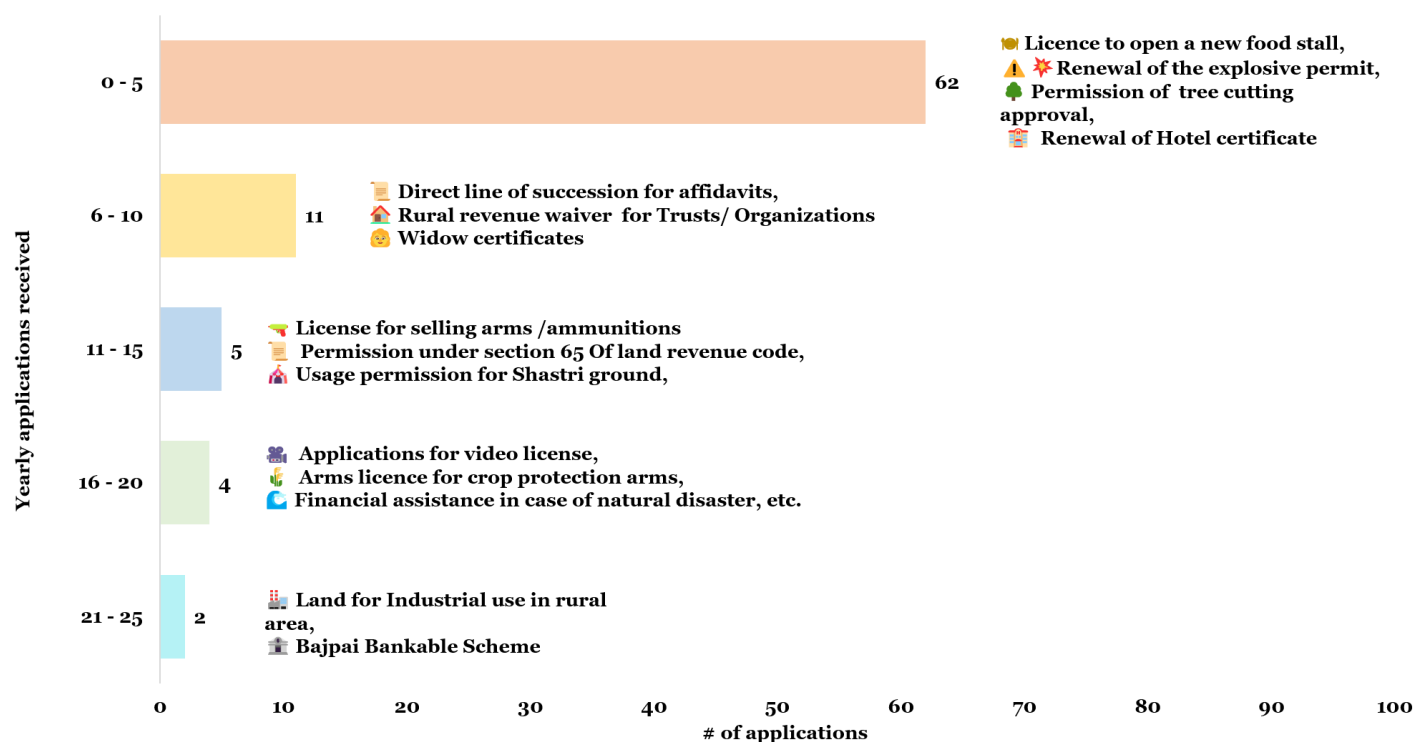 0 - 5
62
Licence to open a new food stall,
Renewal of the explosive permit,
Permission of tree cutting
approval,
Renewal of Hotel certificate
6 - 10
11
Direct line of succession for affidavits,
Rural revenue waiver for Trusts/ Organizations
Widow certificates
Yearly applications received
11 - 15
5
License for selling arms /ammunitions
Permission under section 65 Of land revenue code,
Usage permission for Shastri ground,
16 - 20
4
Applications for video license,
Arms licence for crop protection arms,
Financial assistance in case of natural disaster, etc.
21 - 25
2
Land for Industrial use in rural
area,
Bajpai Bankable Scheme
0 10 20 30 40 50 60 70 80 90 100
# of applications